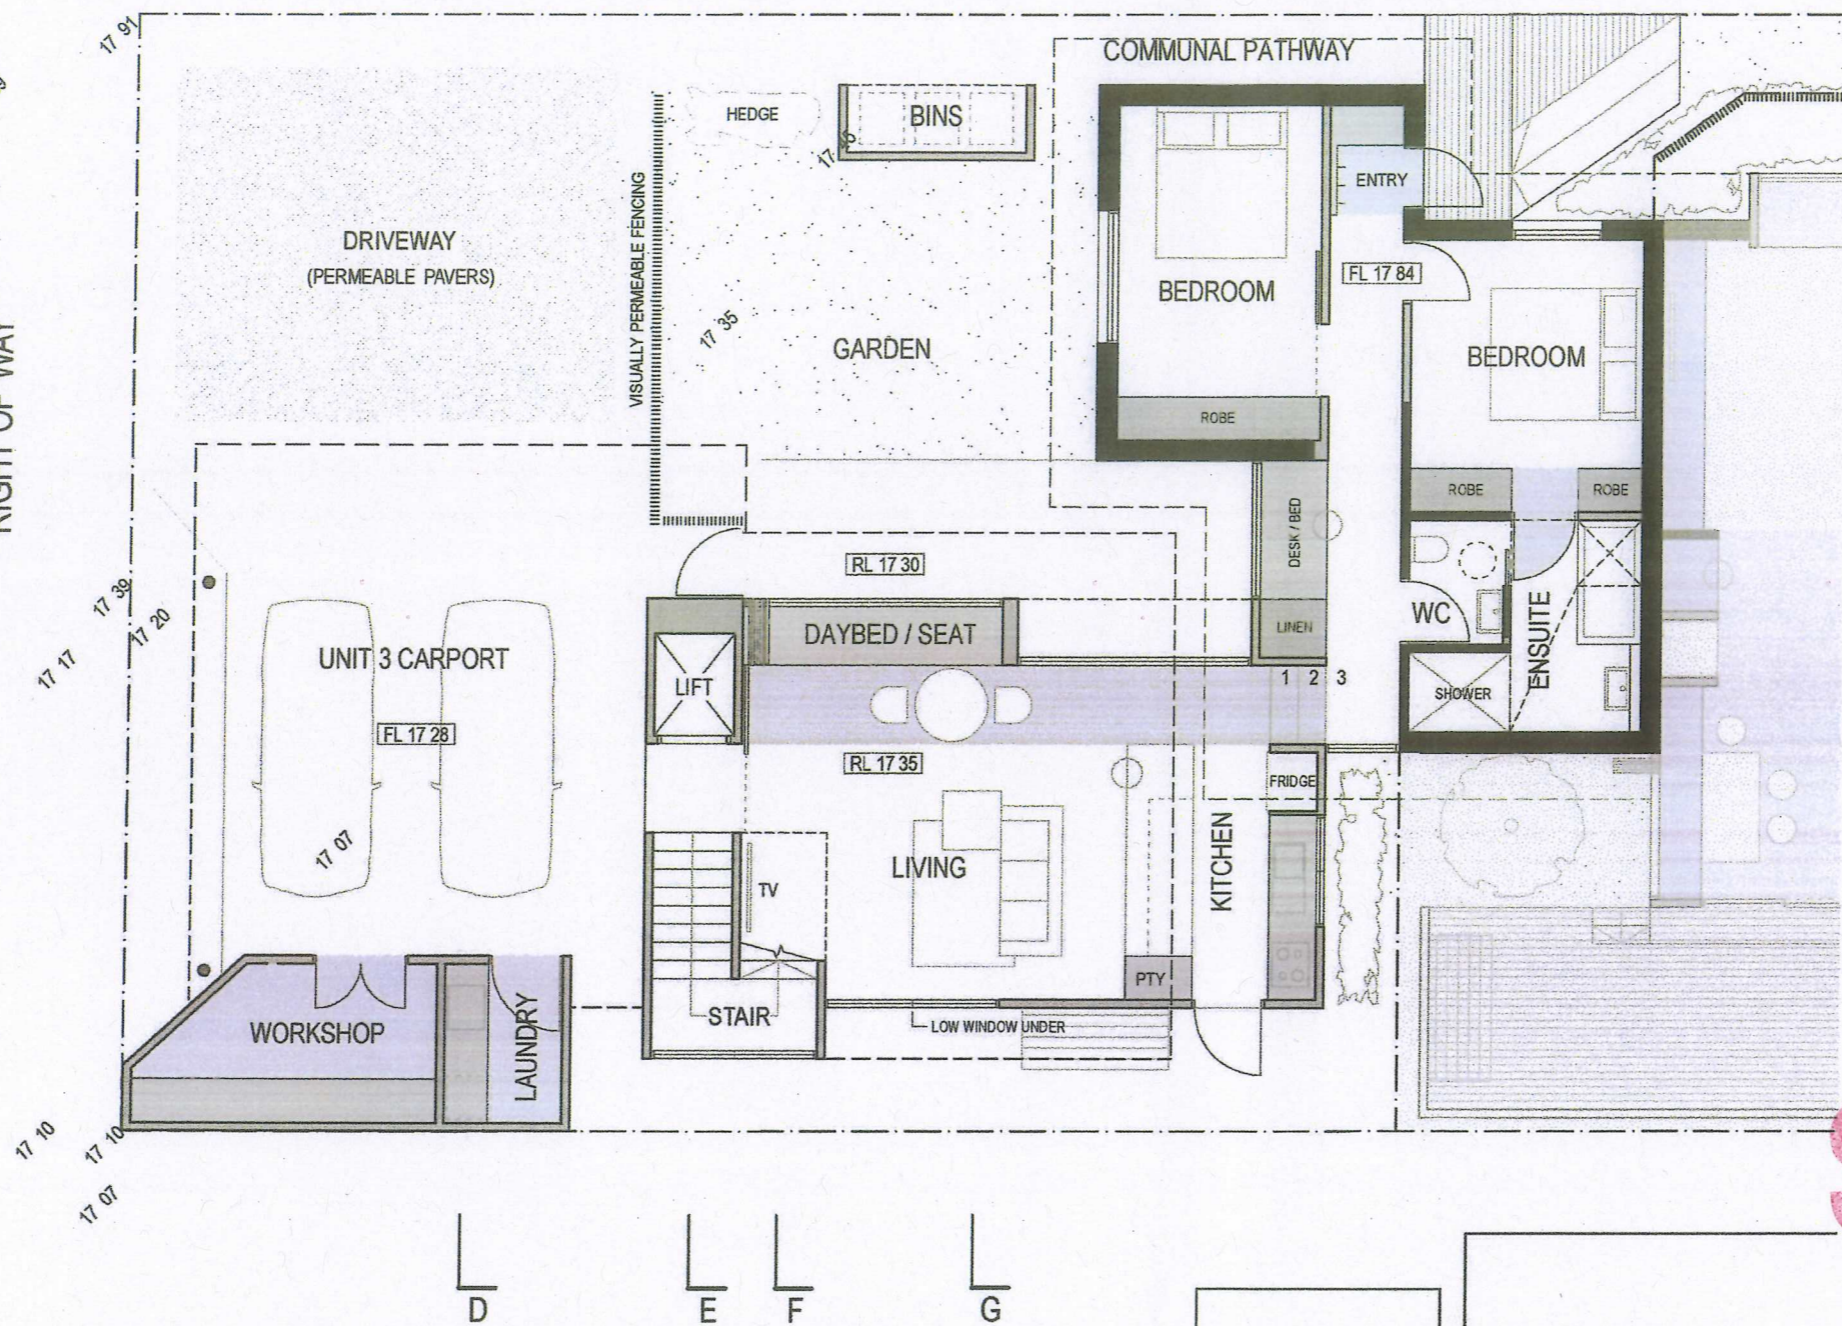 17 91
COMMUNAL PATHWAY
HEDGE
BINS
ENTRY
VISUALLY PERMEABLE FENCING
DRIVEWAY
(PERMEABLE PAVERS)
BEDROOM
FL 17 84
17 35
GARDEN
BEDROOM
RIGHT OF WAY
ROBE
ROBE
ROBE
DESK / BED
RL 17 30
17 39
17 20
17 17
UNIT 3 CARPORT
DAYBED / SEAT
LINEN
WC
ENSUITE
LIFT
1 2 3
SHOWER
FL 17 28
RL 17 35
FRIDGE
17 07
TV
LIVING
KITCHEN
PTY
WORKSHOP
LAUNDRY
STAIR
LOW WINDOW UNDER
17 10
17 10
17 07
D
E
F
G